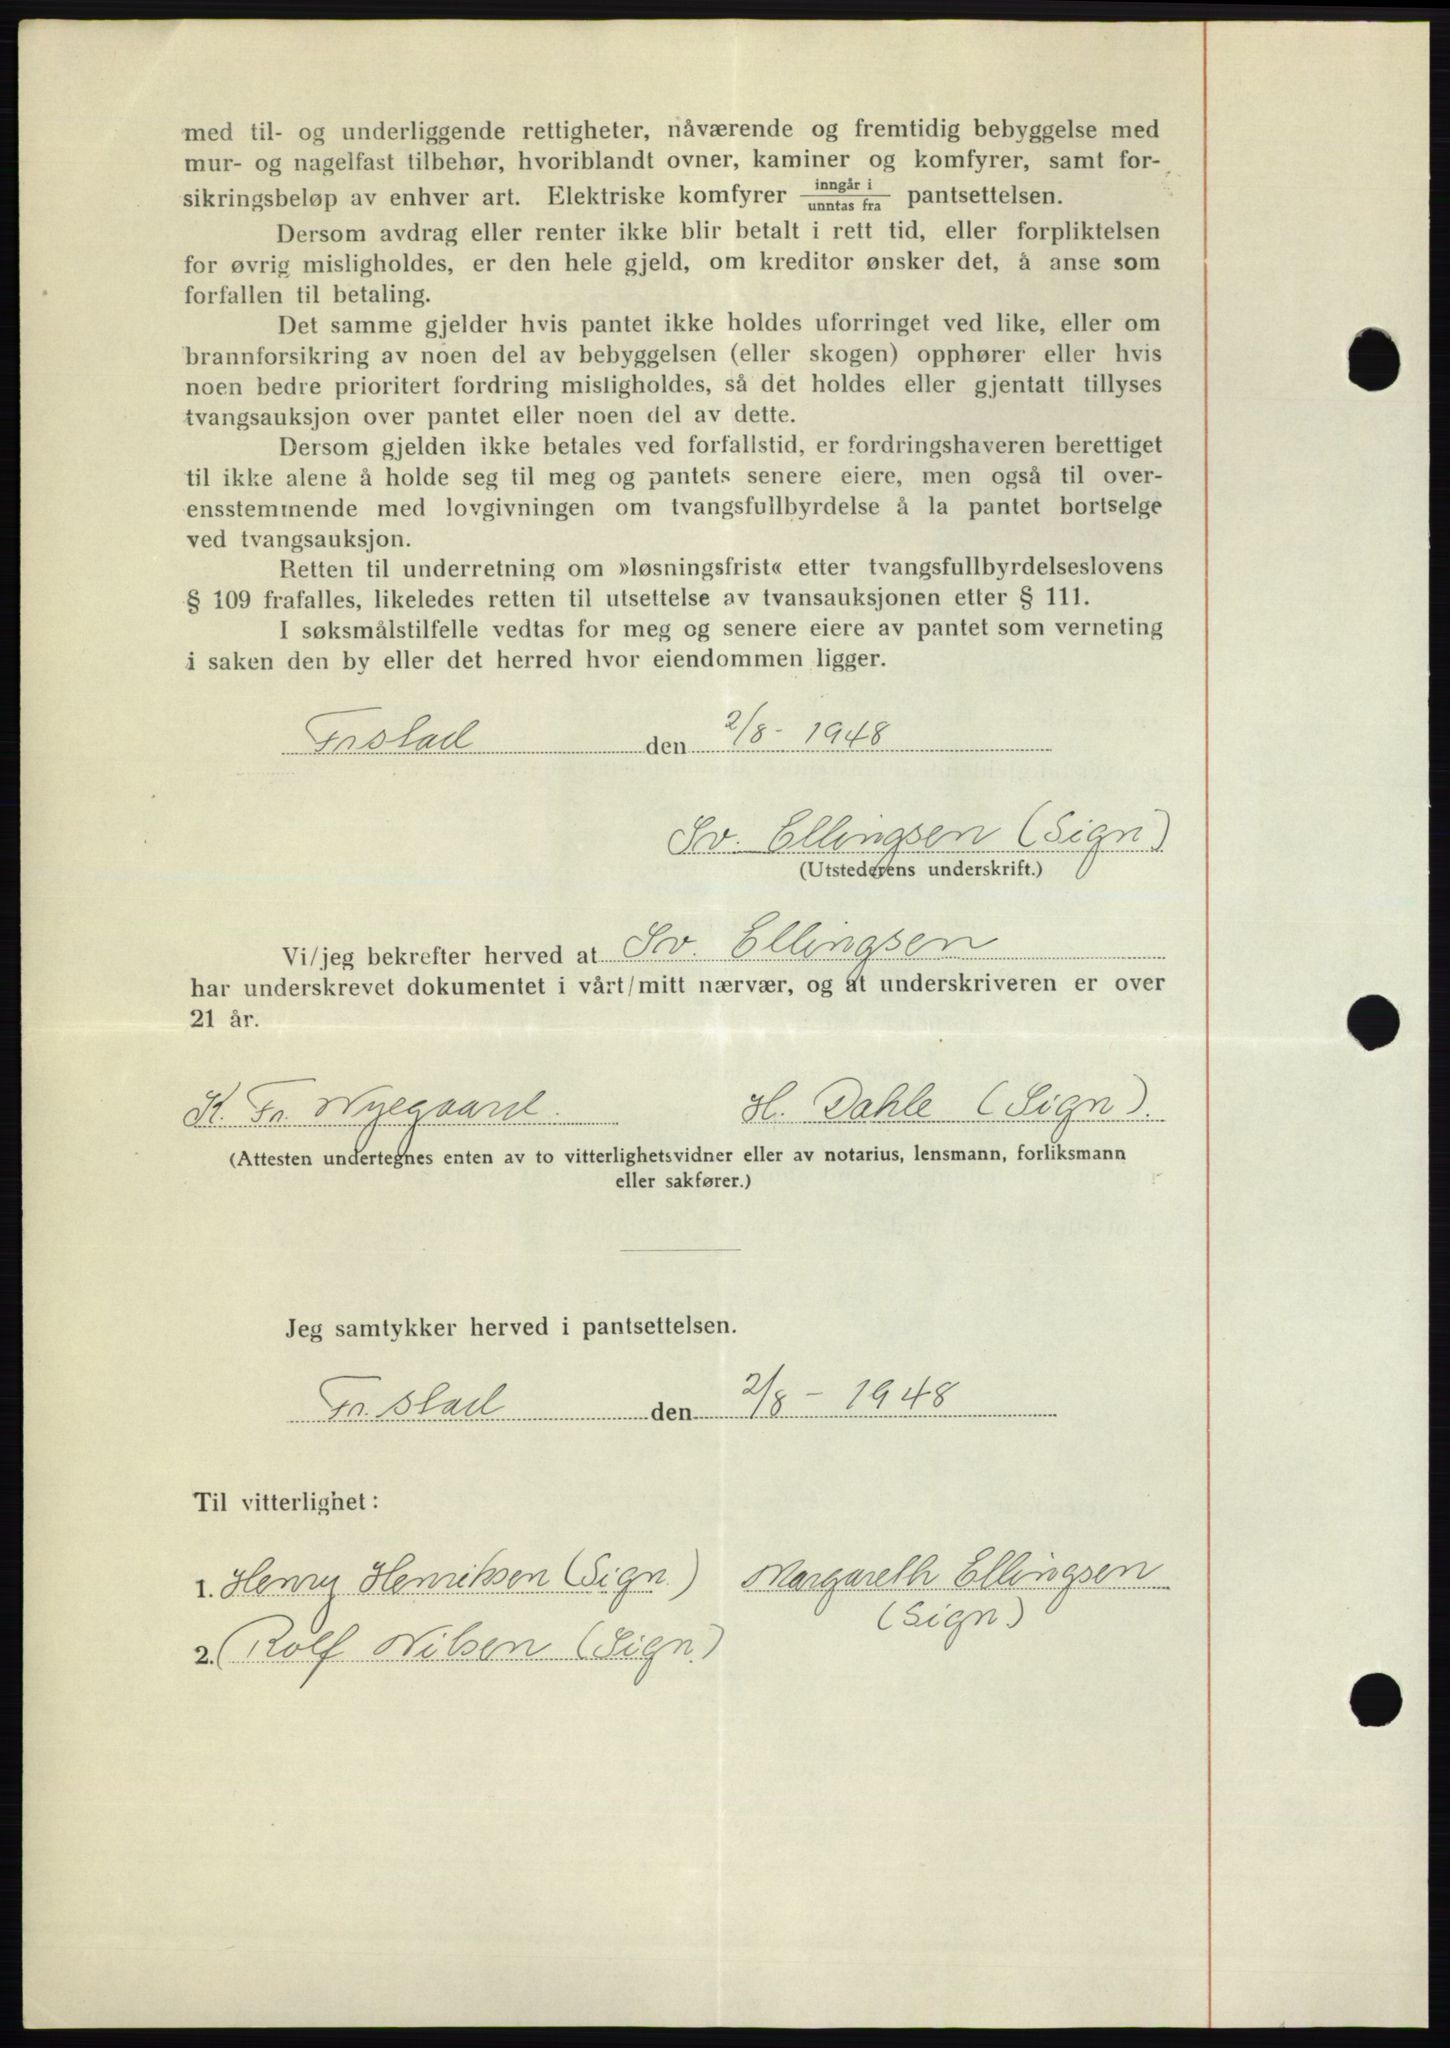 med til- og underliggende rettigheter, nåværende og fremtidig bebyggelse med
mur- og nagelfast tilbehør, hvoriblandt ovner, kaminer og komfyrer, samt for-
sikringsbeløp av enhver art. Elektriske komfyrer inngår i / unntas fra pantsettelsen.
Dersom avdrag eller renter ikke blir betalt i rett tid, eller forpliktelsen
for øvrig misligholdes, er den hele gjeld, om kreditor ønsker det, å anse som
forfallen til betaling.
Det samme gjelder hvis pantet ikke holdes uforringet ved like, eller om
brannforsikring av noen del av bebyggelsen (eller skogen) opphører eller hvis
noen bedre prioritert fordring misligholdes, så det holdes eller gjentatt tillyses
tvangsauksjon over pantet eller noen del av dette.
Dersom gjelden ikke betales ved forfallstid, er fordringshaveren berettiget
til ikke alene å holde seg til meg og pantets senere eiere, men også til over-
ensstemmende med lovgivningen om tvangsfullbyrdelse å la pantet bortselge
ved tvangsauksjon.
Retten til underretning om »løsningsfrist« etter tvangsfullbyrdelseslovens
§ 109 frafalles, likeledes retten til utsettelse av tvansauksjonen etter § 111.
I søksmålstilfelle vedtas for meg og senere eiere av pantet som verneting
i saken den by eller det herred hvor eiendommen ligger.
Frstad den 2/8 - 1948
Sv. Ellingsen (Sign)
(Utstederens underskrift.)
Vi/jeg bekrefter herved at Sv. Ellingsen
har underskrevet dokumentet i vårt/mitt nærvær, og at underskriveren er over
21 år.
K. Fr. Nyegaard. H. Dahle (Sign).
(Attesten undertegnes enten av to vitterlighetsvidner eller av notarius, lensmann, forliksmann
eller sakfører.)
Jeg samtykker herved i pantsettelsen.
Fr.stad den 2/8 - 1948
Til vitterlighet:
1. Henry Henriksen (Sign.) Margareth Ellingsen
(Sign)
2. (Rolf Nilsen (Sign.)